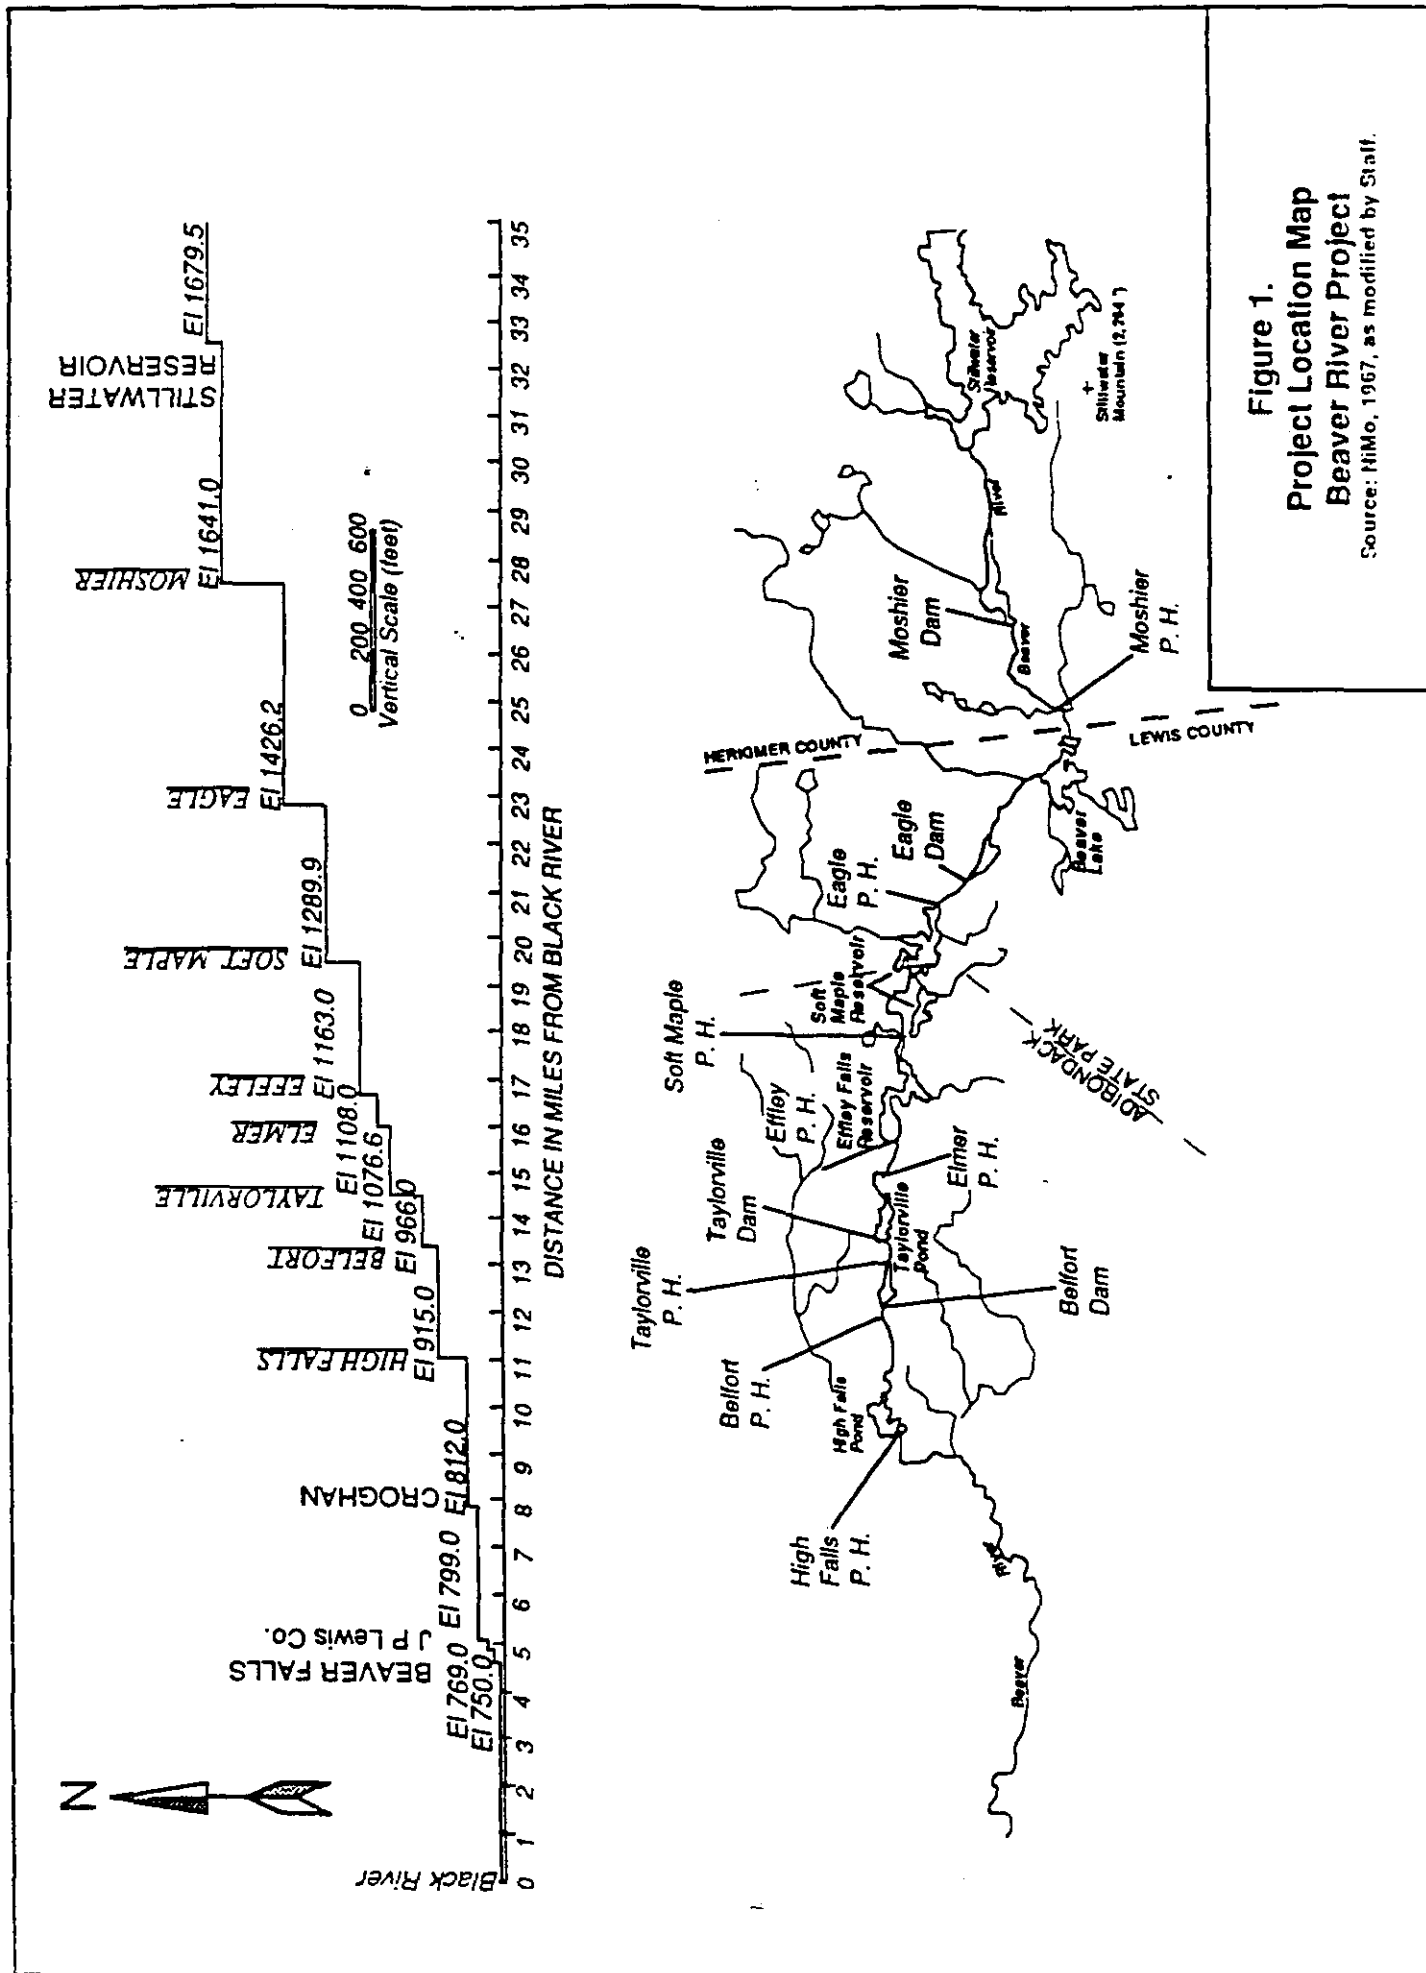 N
Black River
BEAVER FALLS
J P Lewis Co.
CROGHAN
HIGH FALLS
BELFORT
TAYLORVILLE
ELMER
EFFLEY
SOFT MAPLE
EAGLE
MOSHIER
STILLWATER
RESERVOIR
El 750.0
El 769.0
El 799.0
El 812.0
El 915.0
El 966.0
El 1076.6
El 1108.0
El 1163.0
El 1289.9
El 1426.2
El 1641.0
El 1679.5
0 200 400 600
Vertical Scale (feet)
0 1 2 3 4 5 6 7 8 9 10 11 12 13 14 15 16 17 18 19 20 21 22 23 24 25 26 27 28 29 30 31 32 33 34 35
DISTANCE IN MILES FROM BLACK RIVER
Beaver
River
High
Falls
P. H.
High Falls
Pond
Belfort
P. H.
Belfort
Dam
Taylorville
P. H.
Taylorville
Dam
Taylorville
Pond
Elmer
P. H.
Effley
P. H.
Effley Falls
Reservoir
Soft Maple
P. H.
Soft
Maple
Reservoir
ADIRONDACK
STATE PARK
Eagle
P. H.
Eagle
Dam
Beaver
Lake
HERKIMER COUNTY
LEWIS COUNTY
Moshier
Dam
Moshier
P. H.
Beaver
River
Stillwater
Reservoir
Stillwater
Mountain (2,264')
Figure 1.
Project Location Map
Beaver River Project
Source: NiMo, 1967, as modified by Staff.